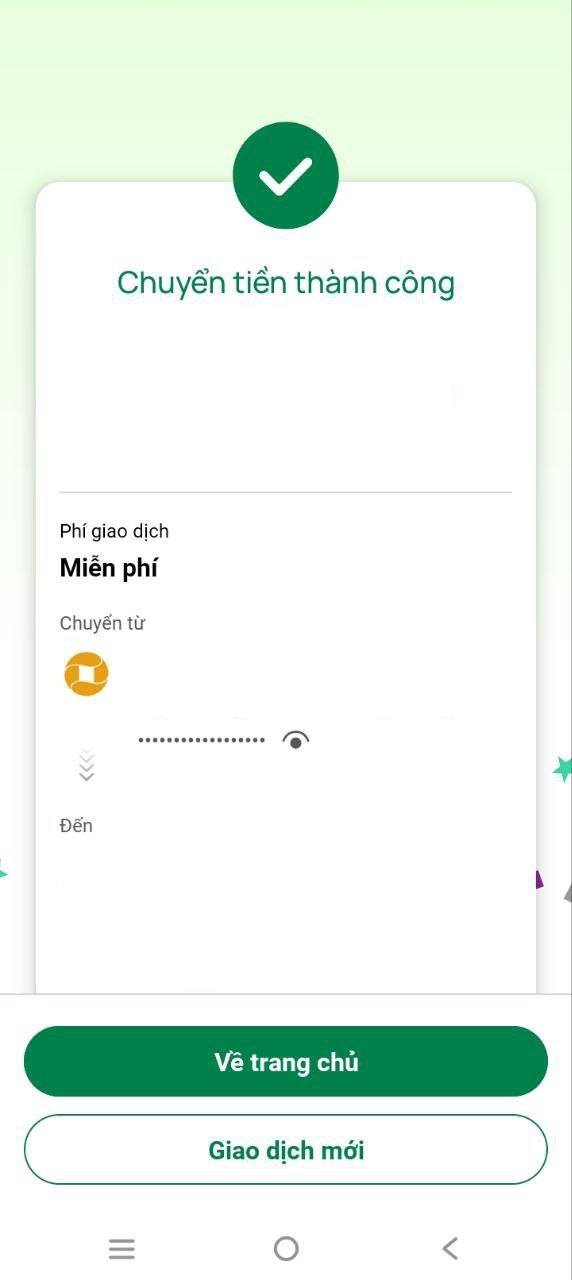 Chuyển tiền thành công
Phí giao dịch
Miễn phí
Chuyển từ
Đến
Về trang chủ
Giao dịch mới